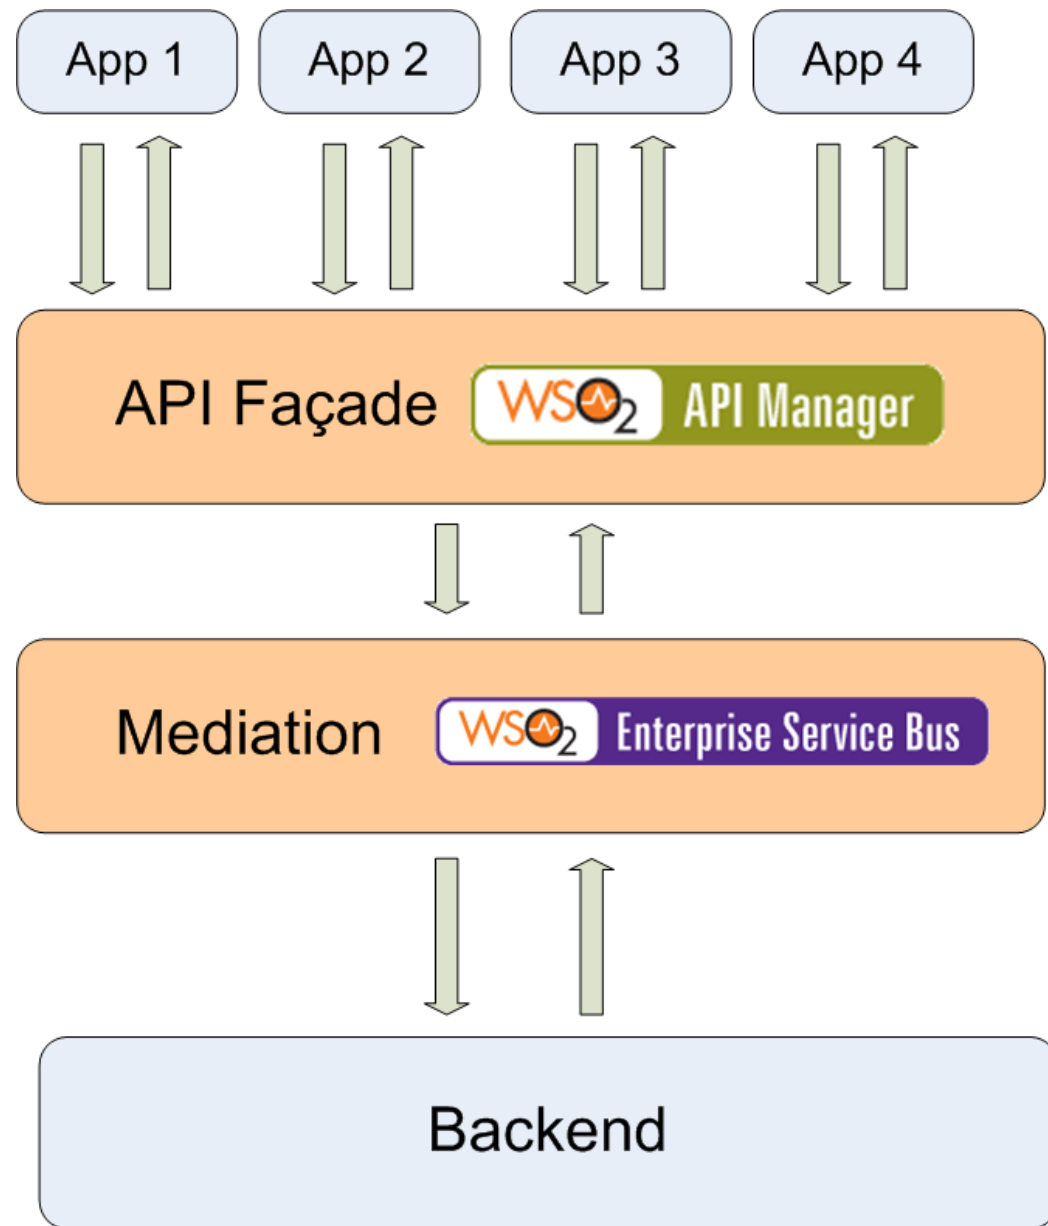 App 1 App 2 App 3 App 4
API Façade WSO2 API Manager
Mediation WSO2 Enterprise Service Bus
Backend